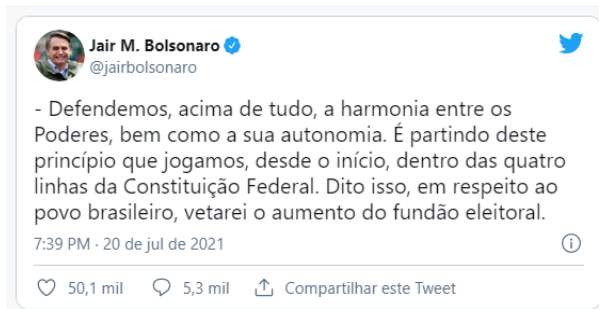 Jair M. Bolsonaro
@jairbolsonaro
- Defendemos, acima de tudo, a harmonia entre os
Poderes, bem como a sua autonomia. É partindo deste
princípio que jogamos, desde o início, dentro das quatro
linhas da Constituição Federal. Dito isso, em respeito ao
povo brasileiro, vetarei o aumento do fundão eleitoral.
7:39 PM · 20 de jul de 2021
50,1 mil 5,3 mil Compartilhar este Tweet